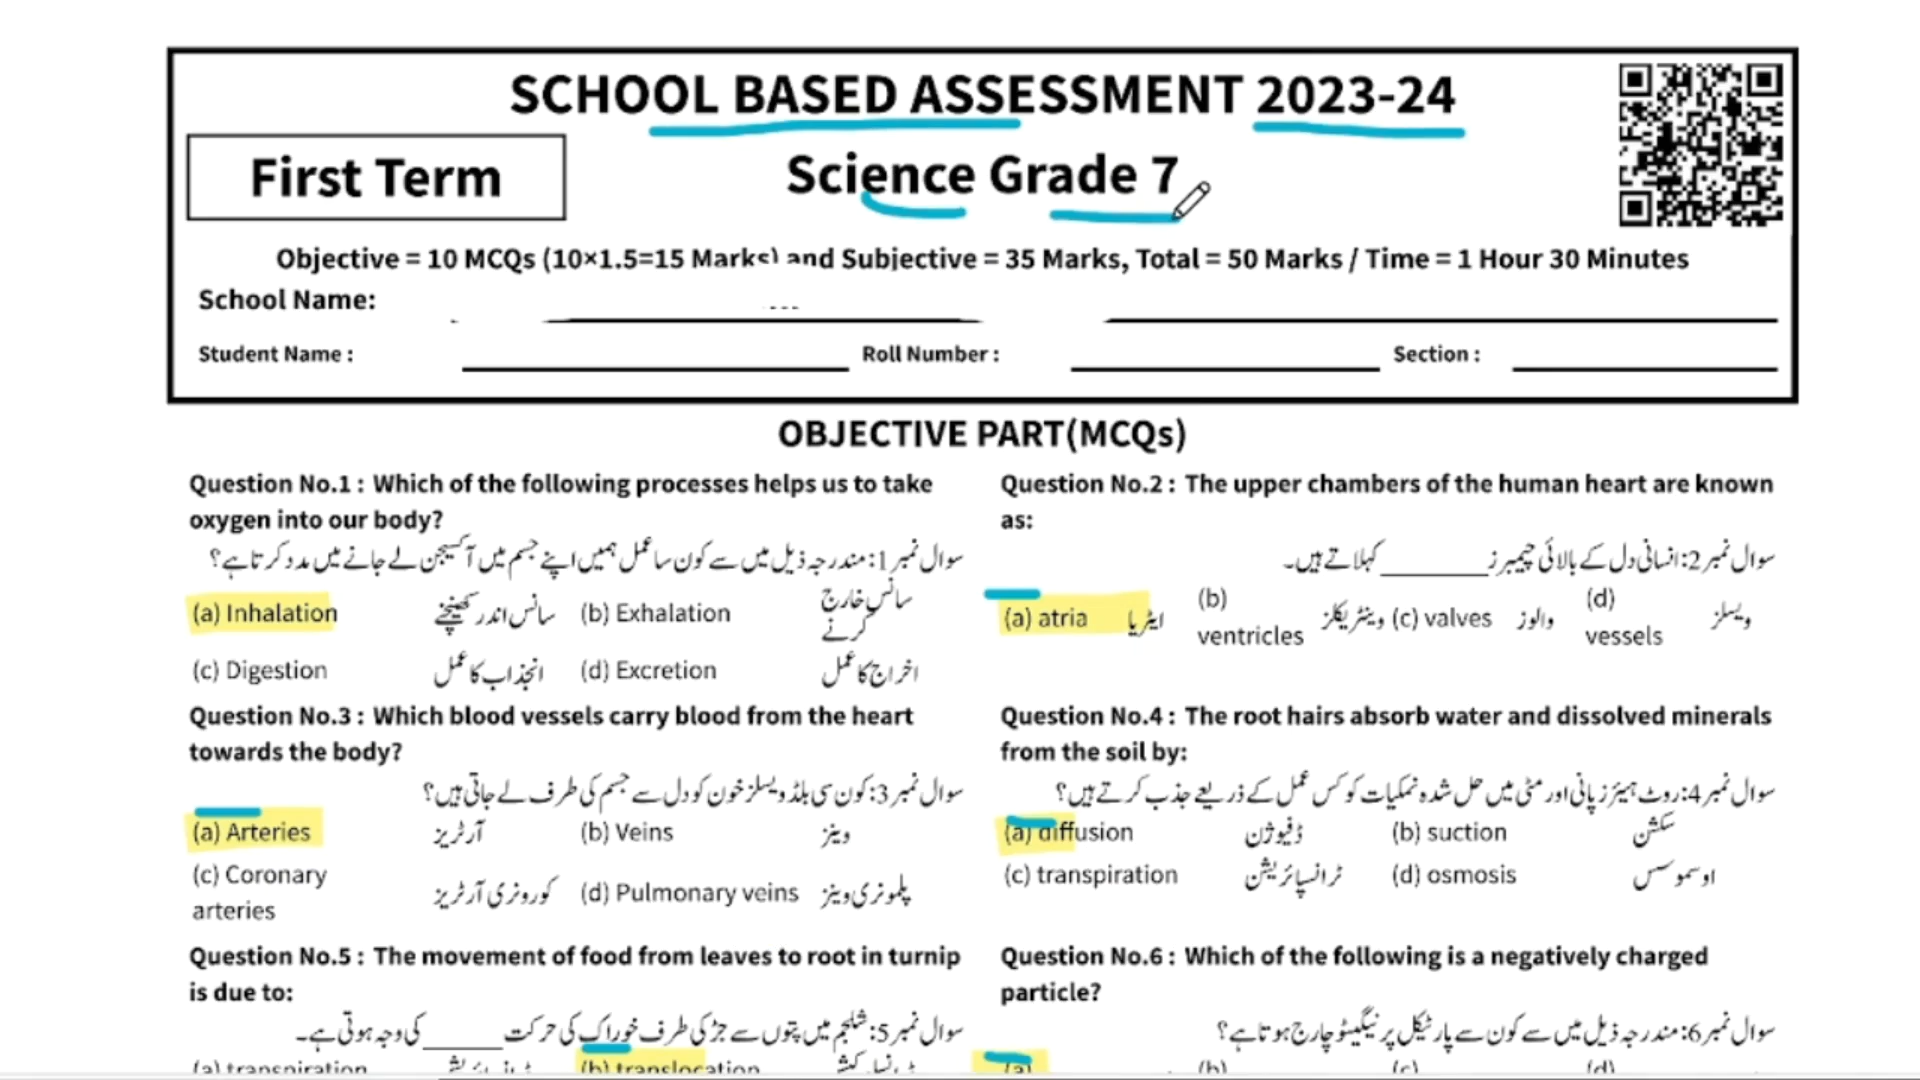 SCHOOL BASED ASSESSMENT 2023-24
First Term
Science Grade 7
Objective = 10 MCQs (10×1.5=15 Marks) and Subjective = 35 Marks, Total = 50 Marks / Time = 1 Hour 30 Minutes
School Name:
Student Name : Roll Number : Section :
OBJECTIVE PART(MCQs)
Question No.1 : Which of the following processes helps us to take
oxygen into our body?
سوال نمبر 1: مندرجہ ذیل میں سے کون سا عمل ہمیں اپنے جسم میں آکسیجن لے جانے میں مدد کرتا ہے؟
(a) Inhalation سانس اندر کھینچنے (b) Exhalation سانس خارج
کرنے
(c) Digestion انجذاب کا عمل (d) Excretion اخراج کا عمل
Question No.2 : The upper chambers of the human heart are known
as:
سوال نمبر 2: انسانی دل کے بالائی چیمبرز ________ کہلاتے ہیں۔
(a) atria ایٹریا (b)
ventricles وینٹریکلز (c) valves والوز (d)
vessels ویسلز
Question No.3 : Which blood vessels carry blood from the heart
towards the body?
سوال نمبر 3: کون سی بلڈ ویسلز خون کو دل سے جسم کی طرف لے جاتی ہیں؟
(a) Arteries آرٹریز (b) Veins وینز
(c) Coronary
arteries کورونری آرٹریز (d) Pulmonary veins پلمونری وینز
Question No.4 : The root hairs absorb water and dissolved minerals
from the soil by:
سوال نمبر 4: روٹ ہیئرز پانی اور مٹی میں حل شدہ نمکیات کو کس عمل کے ذریعے جذب کرتے ہیں؟
(a) diffusion ڈفیوژن (b) suction سکشن
(c) transpiration ٹرانسپائریشن (d) osmosis اوسموسس
Question No.5 : The movement of food from leaves to root in turnip
is due to:
سوال نمبر 5: شلجم میں پتوں سے جڑ کی طرف خوراک کی حرکت ______ کی وجہ ہوتی ہے۔
(a) transpiration (b) translocation
Question No.6 : Which of the following is a negatively charged
particle?
سوال نمبر 6: مندرجہ ذیل میں سے کون سے پارٹیکل پر نیگیٹو چارج ہوتا ہے؟
(a) (b) (c) (d)